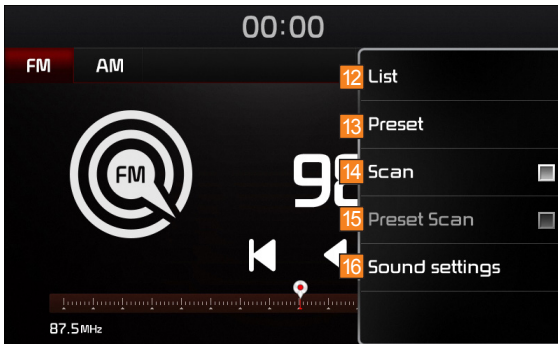 00:00
FM AM
12 List
13 Preset
FM
98
14 Scan
15 Preset Scan
16 Sound settings
87.5MHz